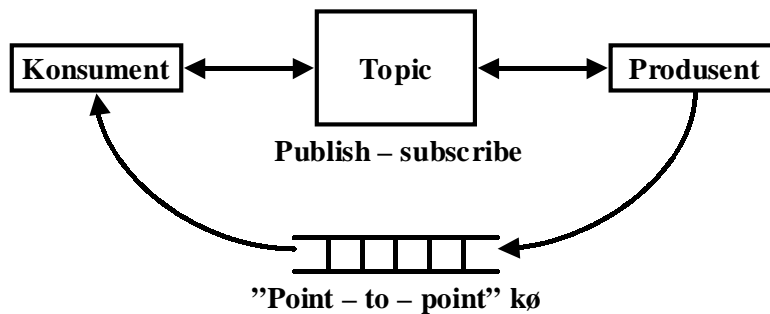 Konsument
Topic
Produsent
Publish – subscribe
”Point – to – point” kø